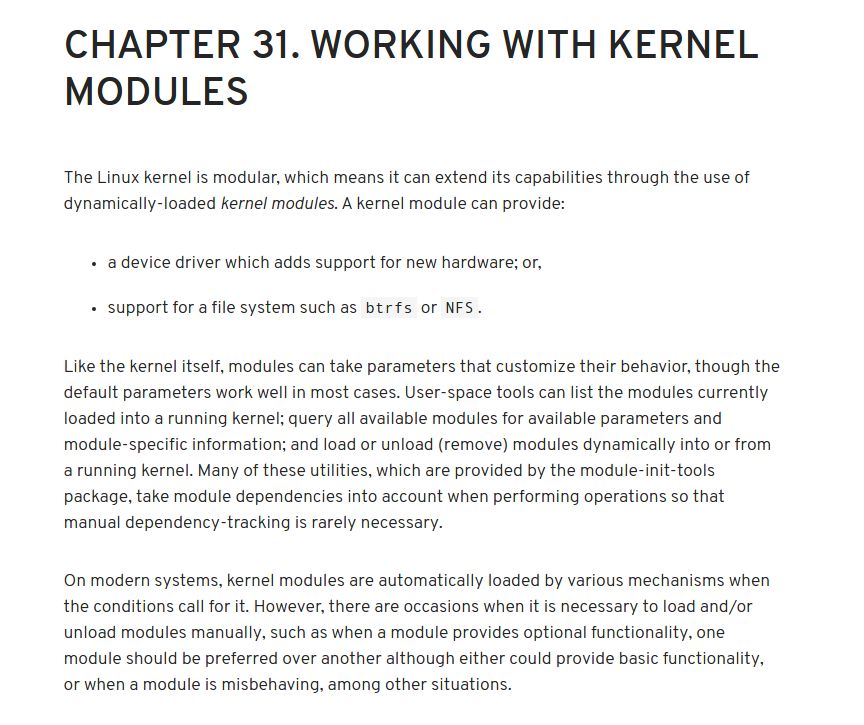 CHAPTER 31. WORKING WITH KERNEL
MODULES
The Linux kernel is modular, which means it can extend its capabilities through the use of
dynamically-loaded kernel modules. A kernel module can provide:
• a device driver which adds support for new hardware; or,
• support for a file system such as btrfs or NFS.
Like the kernel itself, modules can take parameters that customize their behavior, though the
default parameters work well in most cases. User-space tools can list the modules currently
loaded into a running kernel; query all available modules for available parameters and
module-specific information; and load or unload (remove) modules dynamically into or from
a running kernel. Many of these utilities, which are provided by the module-init-tools
package, take module dependencies into account when performing operations so that
manual dependency-tracking is rarely necessary.
On modern systems, kernel modules are automatically loaded by various mechanisms when
the conditions call for it. However, there are occasions when it is necessary to load and/or
unload modules manually, such as when a module provides optional functionality, one
module should be preferred over another although either could provide basic functionality,
or when a module is misbehaving, among other situations.